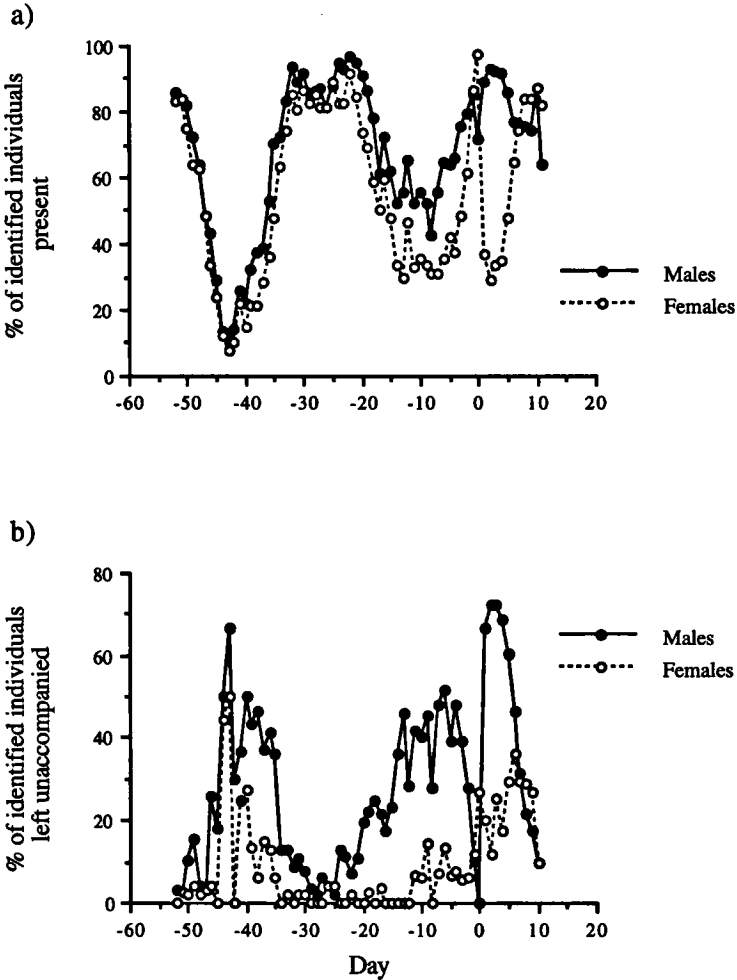 a)
% of identified individuals
present
100
80
60
40
20
0
-60 -50 -40 -30 -20 -10 0 10 20
Males
Females
b)
% of identified individuals
left unaccompanied
80
60
40
20
0
-60 -50 -40 -30 -20 -10 0 10 20
Males
Females
Day